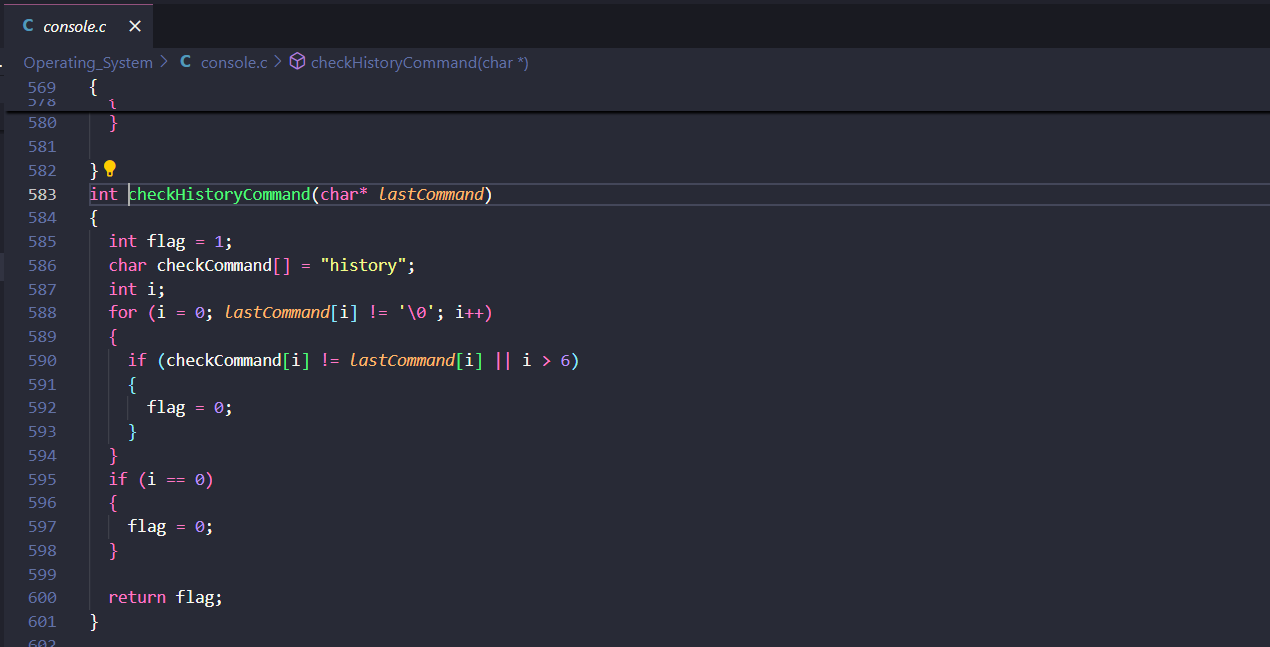 C console.c ×
Operating_System > C console.c > checkHistoryCommand(char *)
569 {
578 {
580 }
581
582 }
583 int checkHistoryCommand(char* lastCommand)
584 {
585 int flag = 1;
586 char checkCommand[] = "history";
587 int i;
588 for (i = 0; lastCommand[i] != '\0'; i++)
589 {
590 if (checkCommand[i] != lastCommand[i] || i > 6)
591 {
592 flag = 0;
593 }
594 }
595 if (i == 0)
596 {
597 flag = 0;
598 }
599
600 return flag;
601 }
602